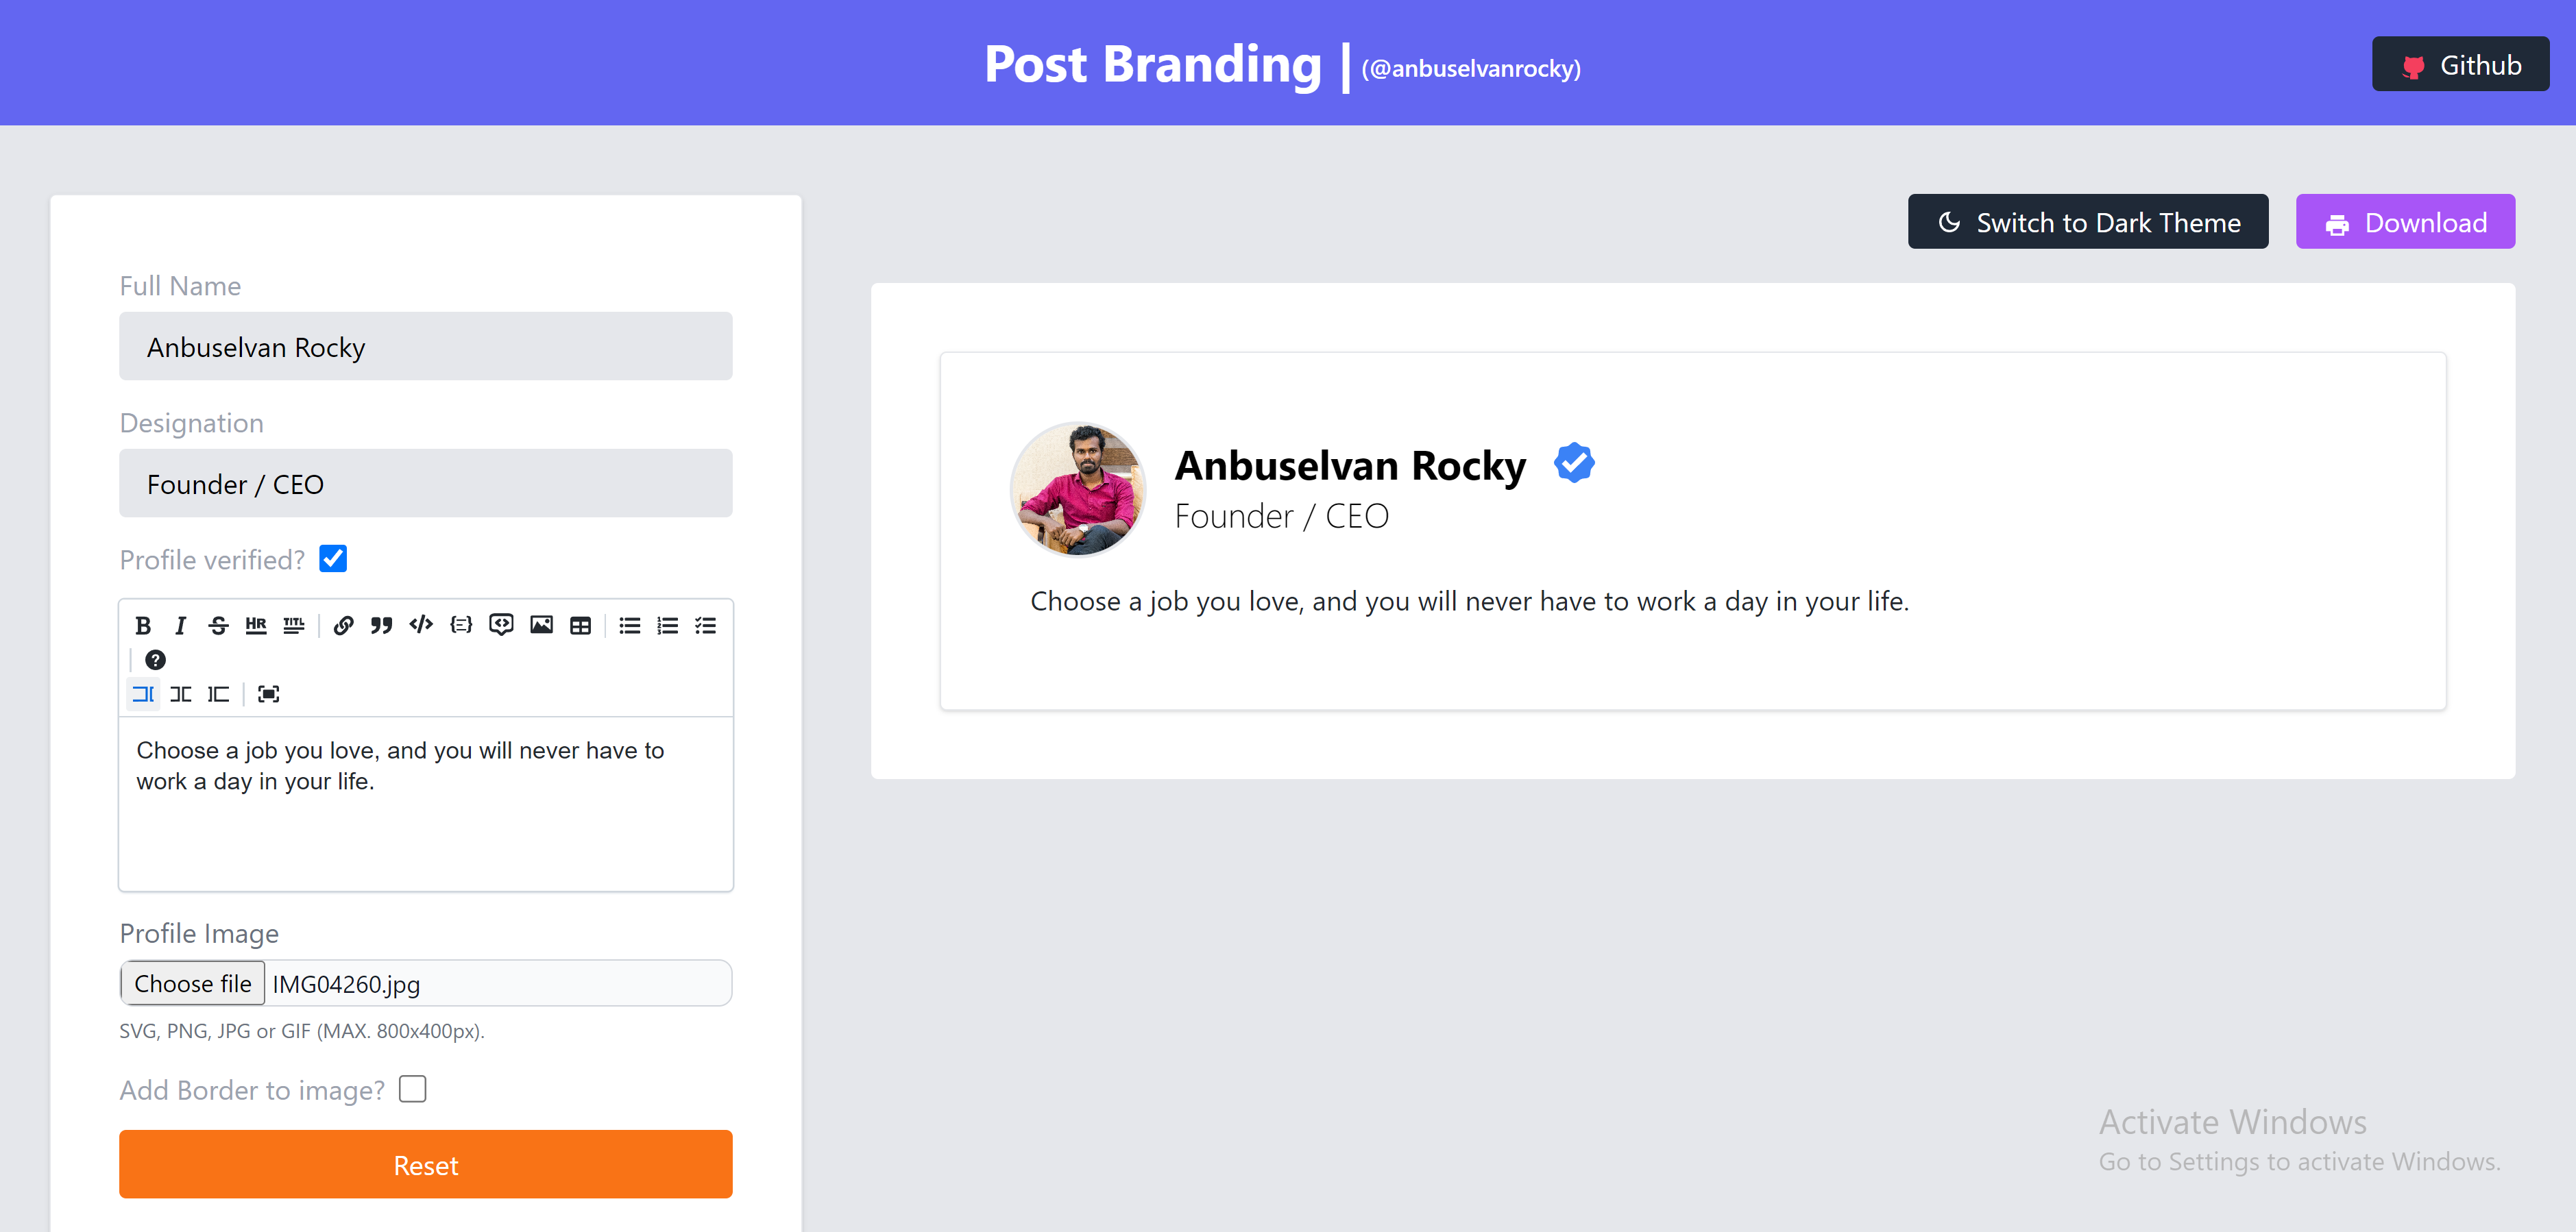 Post Branding | (@anbuselvanrocky)
Github
Switch to Dark Theme
Download
Full Name
Anbuselvan Rocky
Designation
Founder / CEO
Profile verified?
B I S HR TITL
Choose a job you love, and you will never have to
work a day in your life.
Profile Image
Choose file IMG04260.jpg
SVG, PNG, JPG or GIF (MAX. 800x400px).
Add Border to image?
Reset
Anbuselvan Rocky
Founder / CEO
Choose a job you love, and you will never have to work a day in your life.
Activate Windows
Go to Settings to activate Windows.